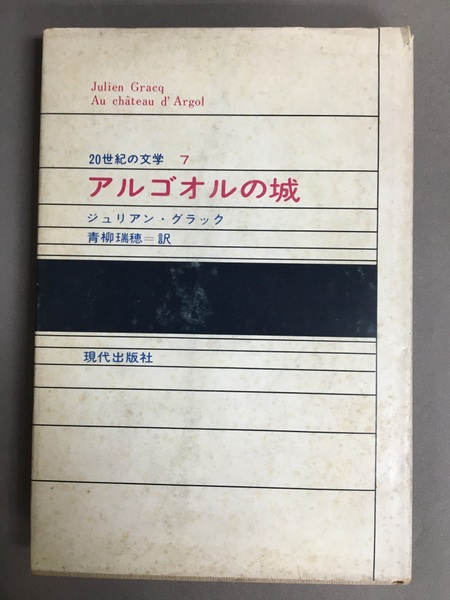 Julien Gracq
Au château d'Argol
20世紀の文学 7
アルゴオルの城
ジュリアン・グラック
青柳瑞穂=訳
現代出版社